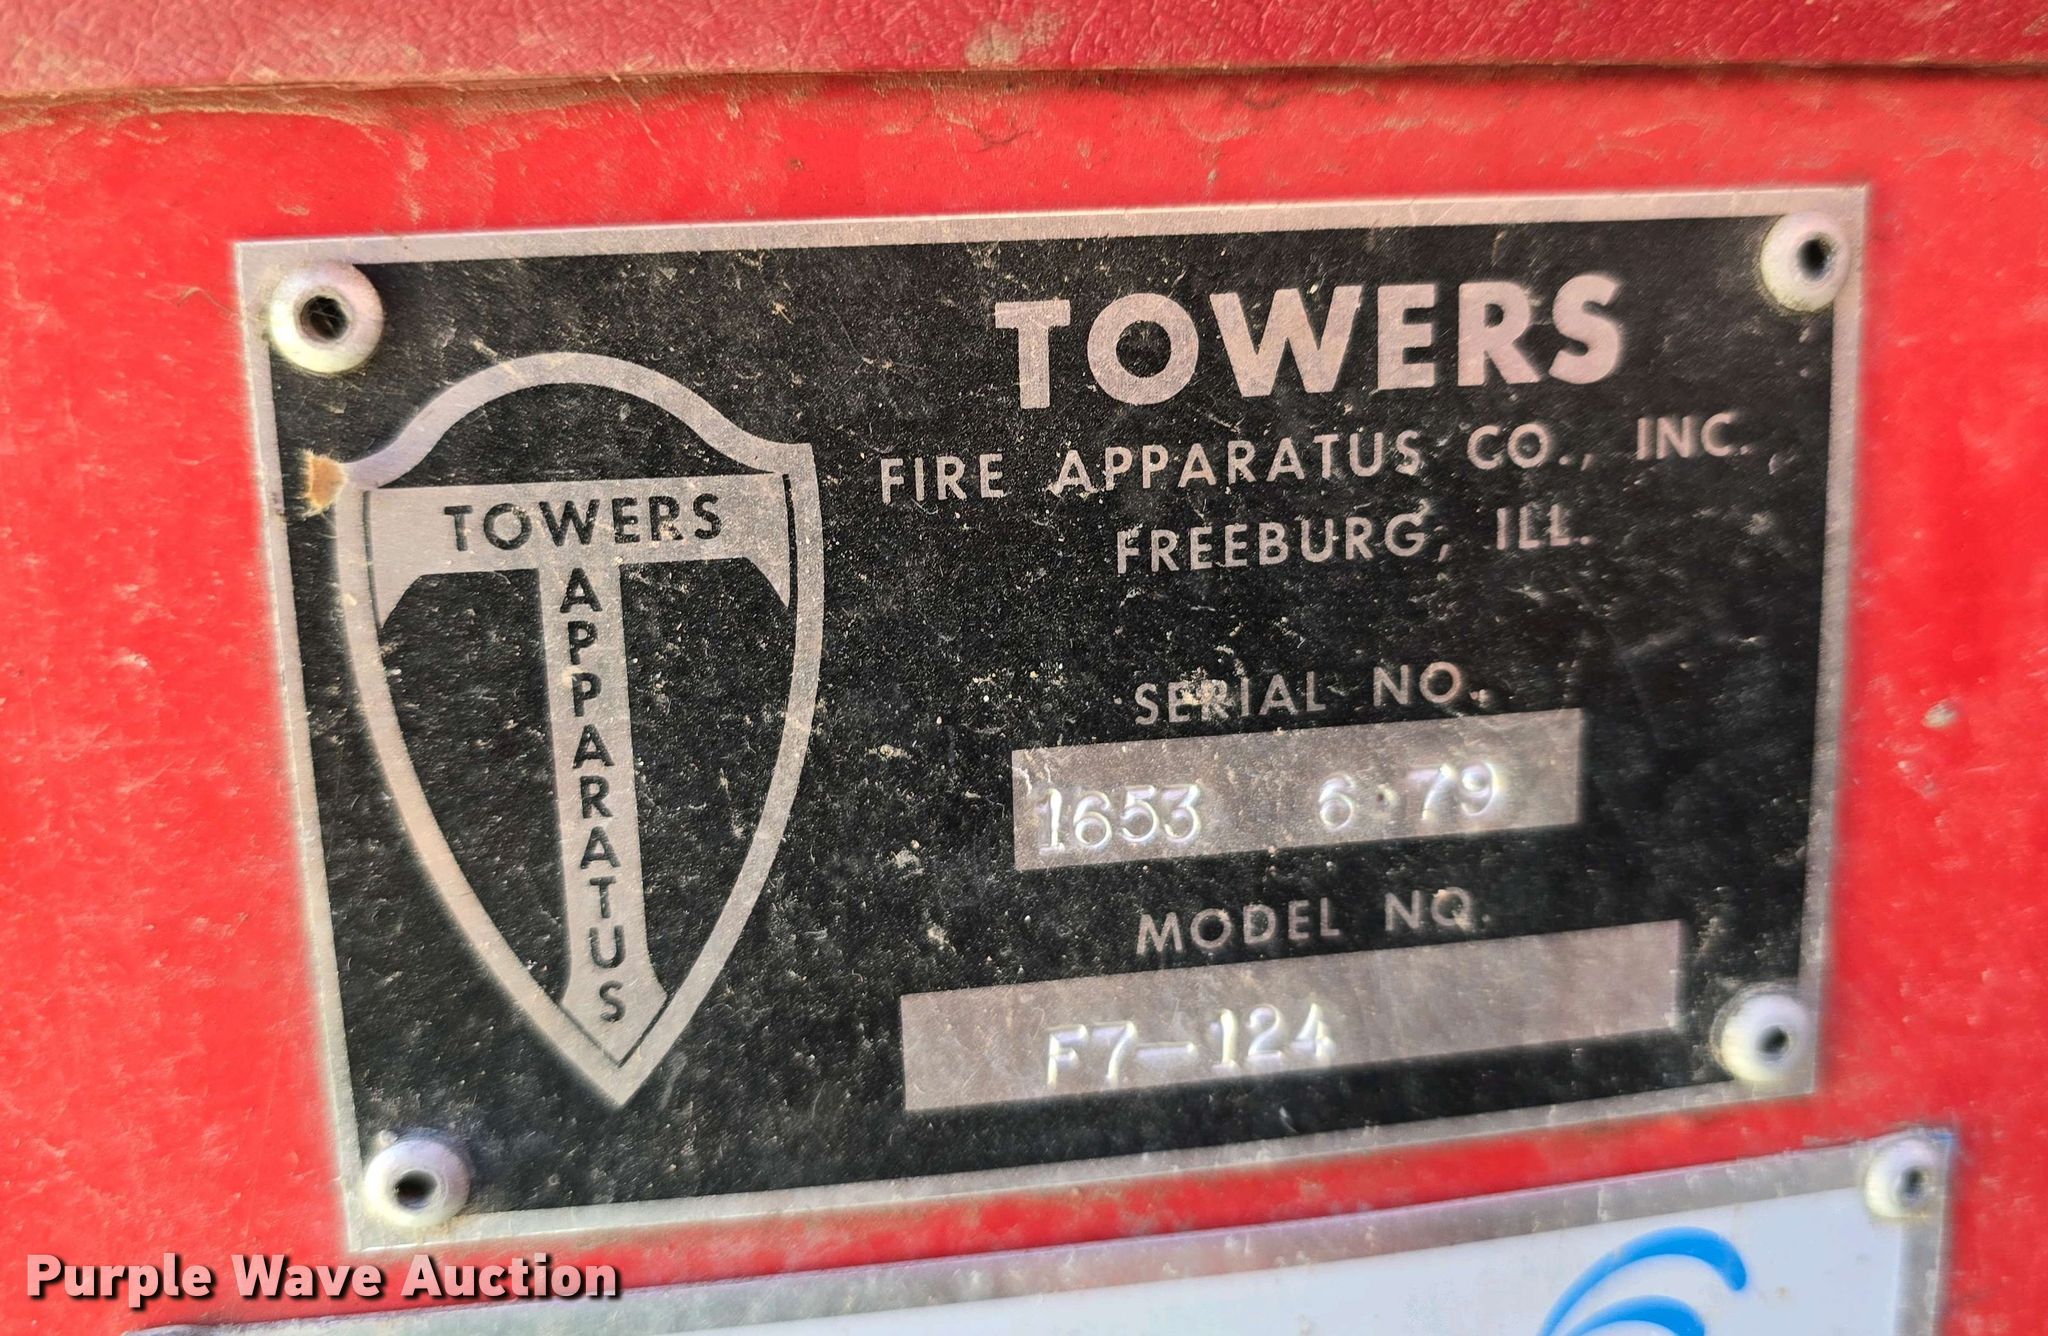 TOWERS
FIRE APPARATUS CO., INC.
FREEBURG, ILL.
TOWERS
APPARATUS
SERIAL NO.
1653 6·79
MODEL NO.
F7-124
Purple Wave Auction